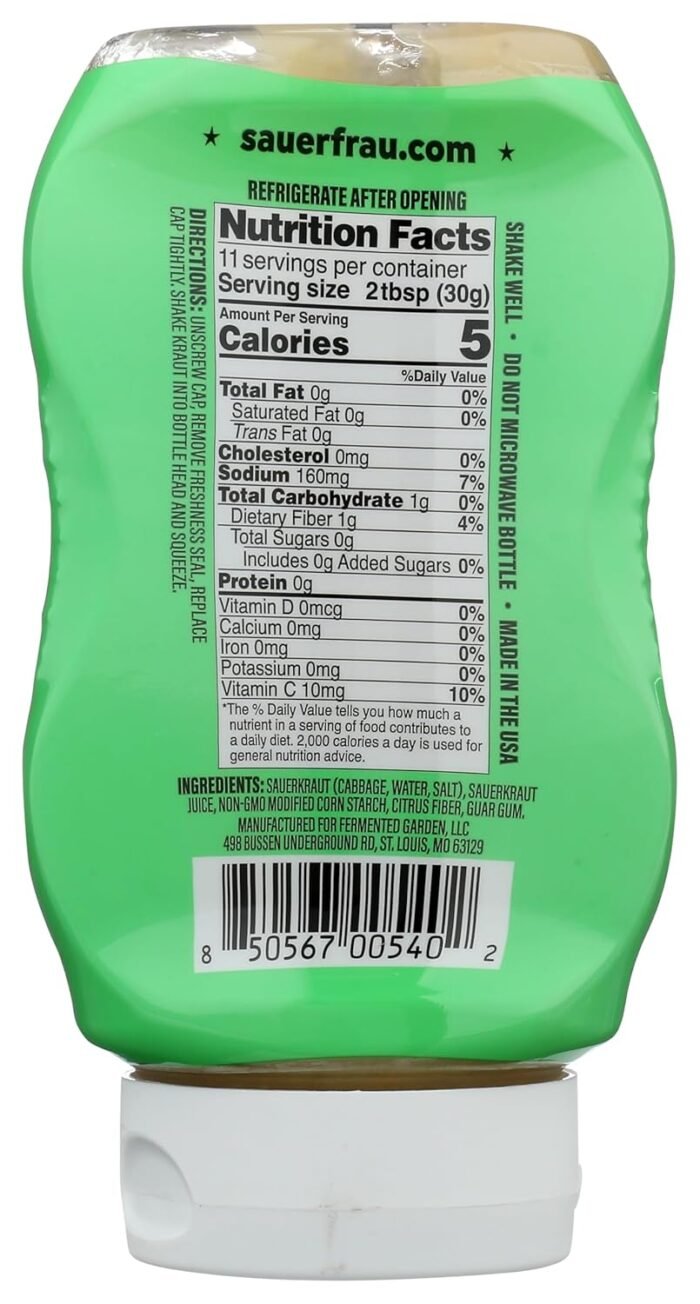 ★ sauerfrau.com ★
REFRIGERATE AFTER OPENING
DIRECTIONS: UNSCREW CAP, REMOVE FRESHNESS SEAL, REPLACE
CAP TIGHTLY. SHAKE KRAUT INTO BOTTLE HEAD AND SQUEEZE.
Nutrition Facts
11 servings per container
Serving size 2 tbsp (30g)
Amount Per Serving
Calories 5
%Daily Value
Total Fat 0g 0%
Saturated Fat 0g 0%
Trans Fat 0g
Cholesterol 0mg 0%
Sodium 160mg 7%
Total Carbohydrate 1g 0%
Dietary Fiber 1g 4%
Total Sugars 0g
Includes 0g Added Sugars 0%
Protein 0g
Vitamin D 0mcg 0%
Calcium 0mg 0%
Iron 0mg 0%
Potassium 0mg 0%
Vitamin C 10mg 10%
*The % Daily Value tells you how much a
nutrient in a serving of food contributes to
a daily diet. 2,000 calories a day is used for
general nutrition advice.
SHAKE WELL • DO NOT MICROWAVE BOTTLE • MADE IN THE USA
INGREDIENTS: SAUERKRAUT (CABBAGE, WATER, SALT), SAUERKRAUT
JUICE, NON-GMO MODIFIED CORN STARCH, CITRUS FIBER, GUAR GUM.
MANUFACTURED FOR FERMENTED GARDEN, LLC
498 BUSSEN UNDERGROUND RD, ST. LOUIS, MO 63129
8 50567 00540 2